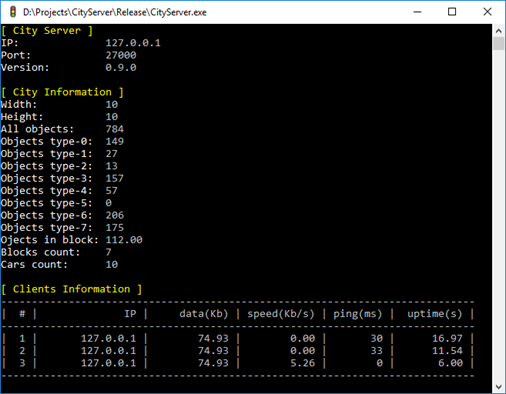 D:\Projects\CityServer\Release\CityServer.exe
[ City Server ]
IP: 127.0.0.1
Port: 27000
Version: 0.9.0
[ City Information ]
Width: 10
Height: 10
All objects: 784
Objects type-0: 149
Objects type-1: 27
Objects type-2: 13
Objects type-3: 157
Objects type-4: 57
Objects type-5: 0
Objects type-6: 206
Objects type-7: 175
Ojects in block: 112.00
Blocks count: 7
Cars count: 10
[ Clients Information ]
| # | IP | data(Kb) | speed(Kb/s) | ping(ms) | uptime(s) |
| 1 | 127.0.0.1 | 74.93 | 0.00 | 30 | 16.97 |
| 2 | 127.0.0.1 | 74.93 | 0.00 | 33 | 11.54 |
| 3 | 127.0.0.1 | 74.93 | 5.26 | 0 | 6.00 |